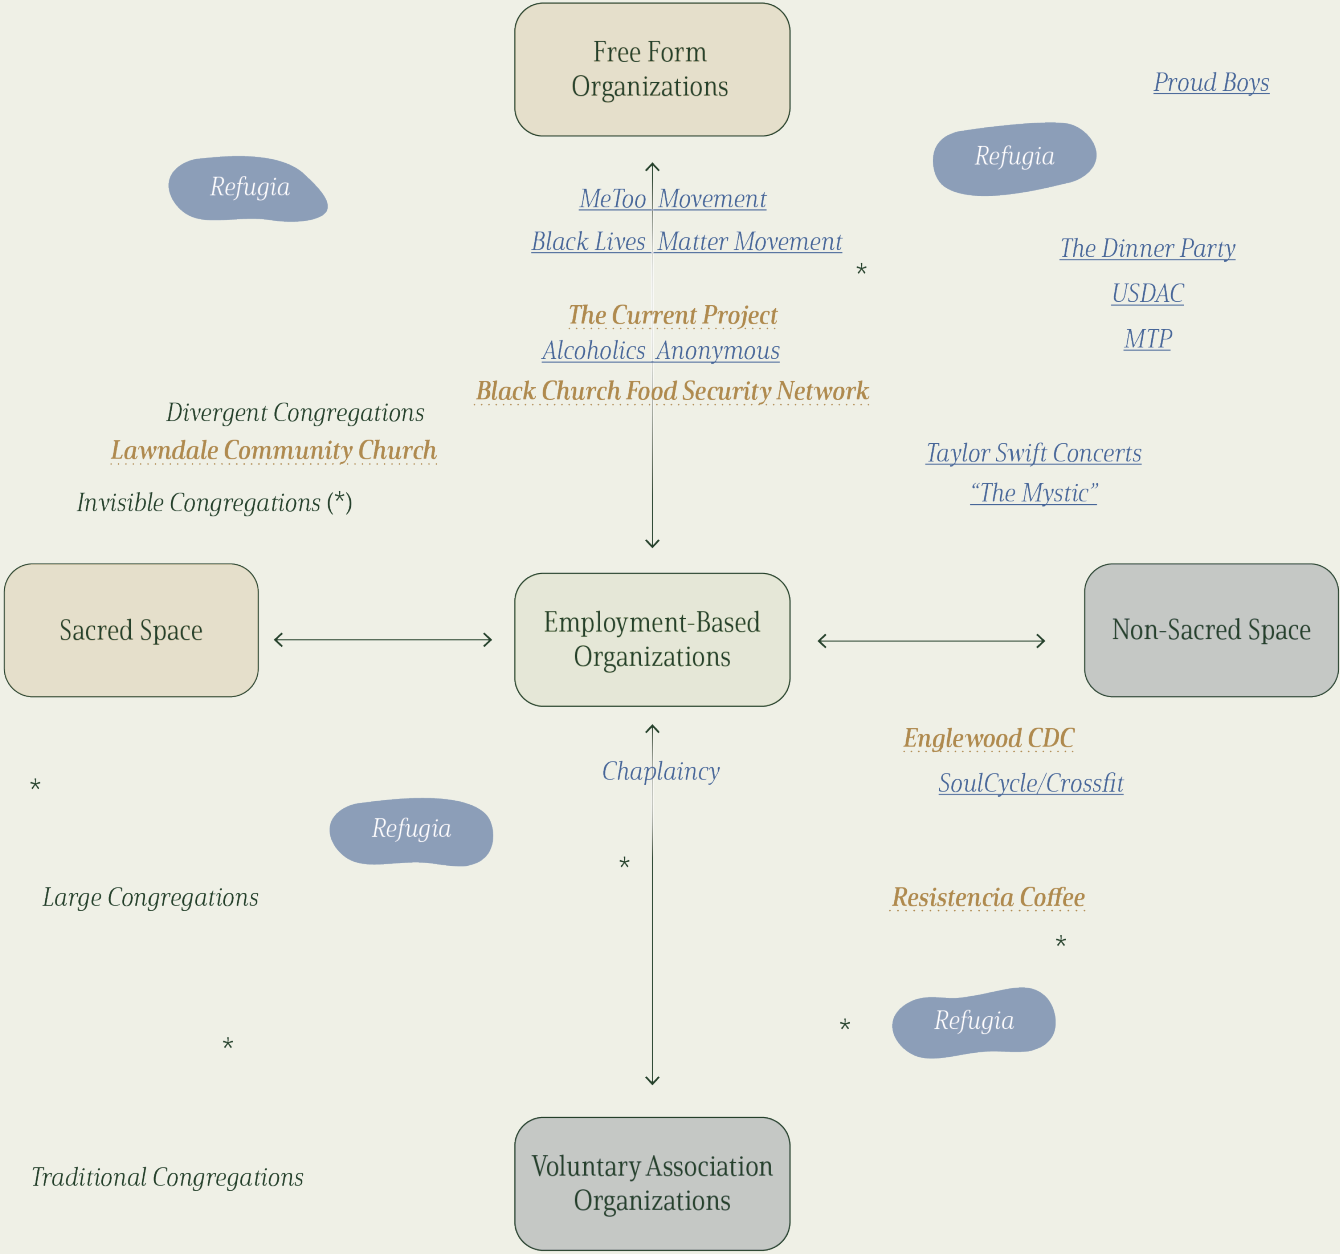 Free Form
Organizations
Proud Boys
Refugia
Refugia
MeToo Movement
Black Lives Matter Movement
The Dinner Party
*
USDAC
The Current Project
MTP
Alcoholics Anonymous
Black Church Food Security Network
Divergent Congregations
Lawndale Community Church
Taylor Swift Concerts
Invisible Congregations (*)
“The Mystic”
Sacred Space
Employment-Based
Organizations
Non-Sacred Space
Englewood CDC
Chaplaincy
SoulCycle/Crossfit
*
Refugia
*
Large Congregations
Resistencia Coffee
*
Refugia
*
*
Traditional Congregations
Voluntary Association
Organizations